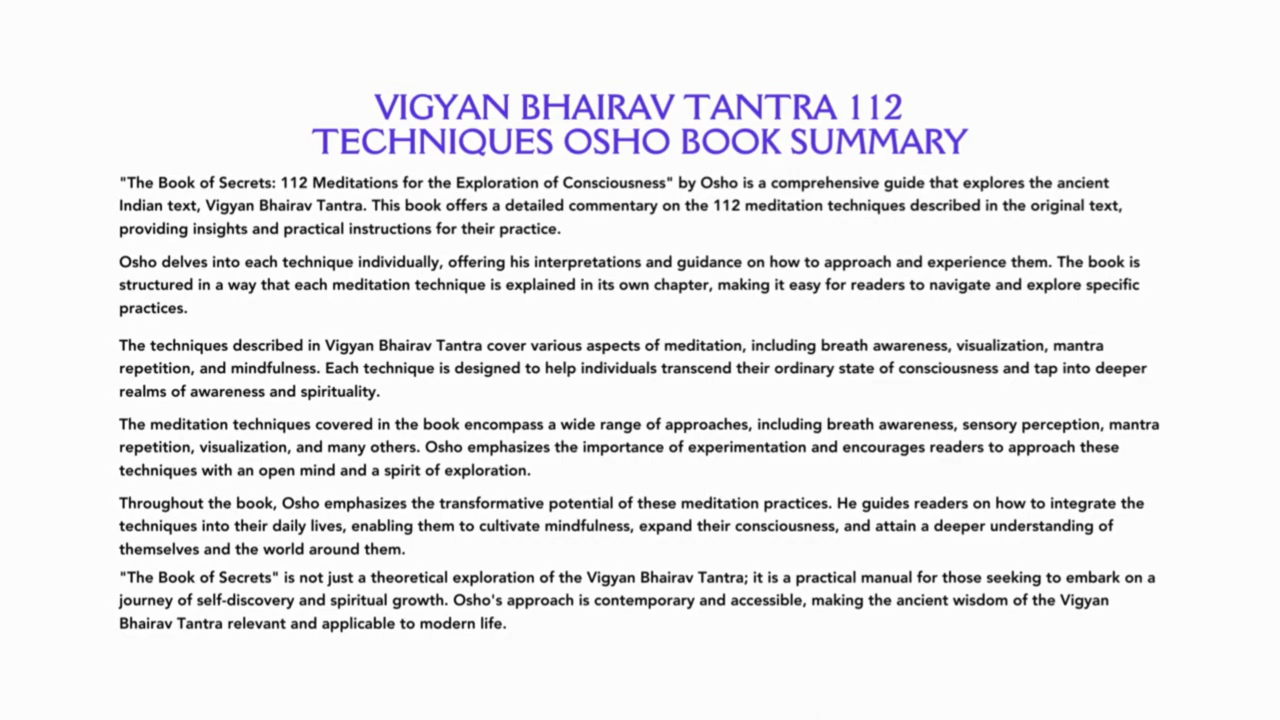 VIGYAN BHAIRAV TANTRA 112
TECHNIQUES OSHO BOOK SUMMARY
"The Book of Secrets: 112 Meditations for the Exploration of Consciousness" by Osho is a comprehensive guide that explores the ancient
Indian text, Vigyan Bhairav Tantra. This book offers a detailed commentary on the 112 meditation techniques described in the original text,
providing insights and practical instructions for their practice.
Osho delves into each technique individually, offering his interpretations and guidance on how to approach and experience them. The book is
structured in a way that each meditation technique is explained in its own chapter, making it easy for readers to navigate and explore specific
practices.
The techniques described in Vigyan Bhairav Tantra cover various aspects of meditation, including breath awareness, visualization, mantra
repetition, and mindfulness. Each technique is designed to help individuals transcend their ordinary state of consciousness and tap into deeper
realms of awareness and spirituality.
The meditation techniques covered in the book encompass a wide range of approaches, including breath awareness, sensory perception, mantra
repetition, visualization, and many others. Osho emphasizes the importance of experimentation and encourages readers to approach these
techniques with an open mind and a spirit of exploration.
Throughout the book, Osho emphasizes the transformative potential of these meditation practices. He guides readers on how to integrate the
techniques into their daily lives, enabling them to cultivate mindfulness, expand their consciousness, and attain a deeper understanding of
themselves and the world around them.
"The Book of Secrets" is not just a theoretical exploration of the Vigyan Bhairav Tantra; it is a practical manual for those seeking to embark on a
journey of self-discovery and spiritual growth. Osho's approach is contemporary and accessible, making the ancient wisdom of the Vigyan
Bhairav Tantra relevant and applicable to modern life.